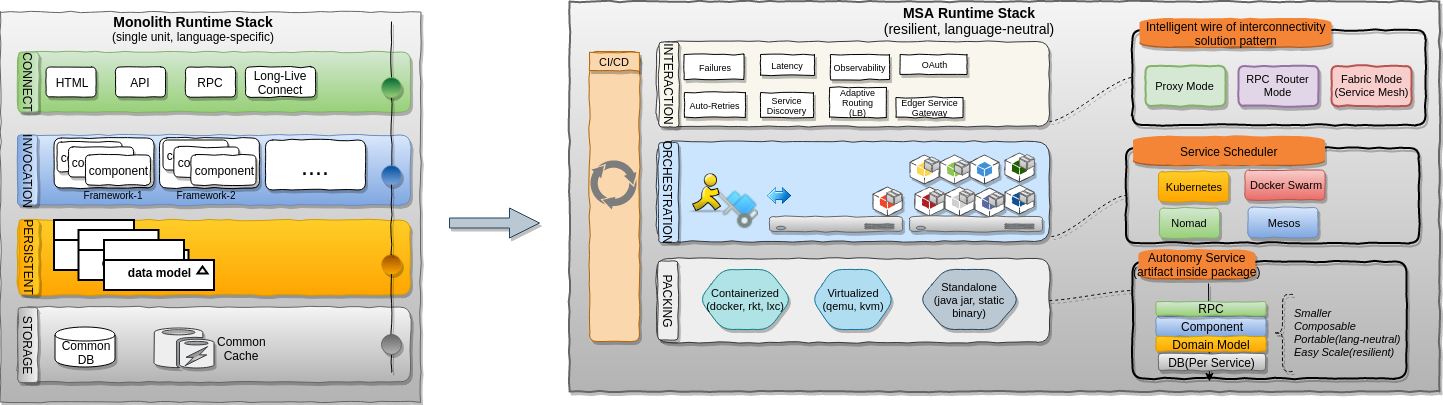 Monolith Runtime Stack
(single unit, language-specific)
CONNECT
HTML
API
RPC
Long-Live
Connect
INVOCATION
cc
component
Framework-1
cc
component
Framework-2
....
PERSISTENT
data model
STORAGE
Common
DB
Common
Cache
MSA Runtime Stack
(resilient, language-neutral)
CI/CD
INTERACTION
Failures
Latency
Observability
OAuth
Auto-Retries
Service
Discovery
Adaptive
Routing
(LB)
Edger Service
Gateway
ORCHESTRATION
PACKING
Containerized
(docker, rkt, lxc)
Virtualized
(qemu, kvm)
Standalone
(java jar, static
binary)
Intelligent wire of interconnectivity
solution pattern
Proxy Mode
RPC Router
Mode
Fabric Mode
(Service Mesh)
Service Scheduler
Kubernetes
Docker Swarm
Nomad
Mesos
Autonomy Service
(artifact inside package)
RPC
Component
Domain Model
DB(Per Service)
Smaller
Composable
Portable(lang-neutral)
Easy Scale(resilient)